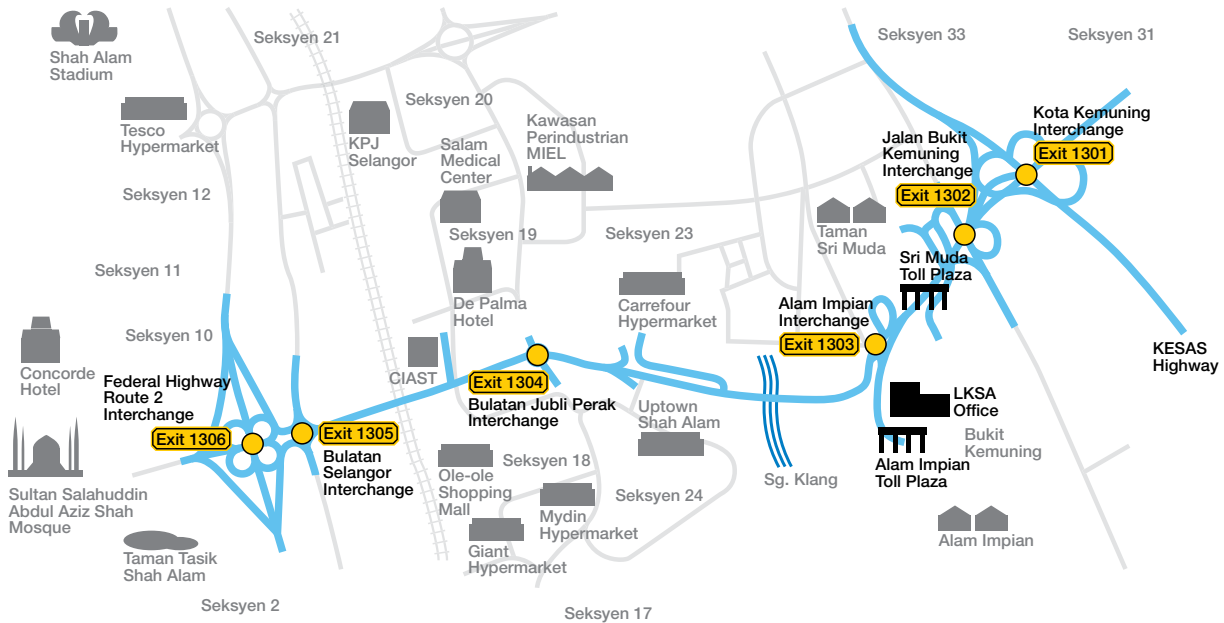 Shah Alam
Stadium
Seksyen 21
Seksyen 33
Seksyen 31
Tesco
Hypermarket
KPJ
Selangor
Seksyen 20
Salam
Medical
Center
Kawasan
Perindustrian
MIEL
Jalan Bukit
Kemuning
Interchange
Exit 1302
Kota Kemuning
Interchange
Exit 1301
Seksyen 12
Seksyen 19
Seksyen 23
Taman
Sri Muda
Sri Muda
Toll Plaza
Seksyen 11
De Palma
Hotel
Carrefour
Hypermarket
Alam Impian
Interchange
Exit 1303
Seksyen 10
Concorde
Hotel
Federal Highway
Route 2
Interchange
Exit 1306
Exit 1305
Bulatan
Selangor
Interchange
CIAST
Exit 1304
Bulatan Jubli Perak
Interchange
Uptown
Shah Alam
KESAS
Highway
LKSA
Office
Bukit
Kemuning
Alam Impian
Toll Plaza
Sg. Klang
Sultan Salahuddin
Abdul Aziz Shah
Mosque
Ole-ole
Shopping
Mall
Seksyen 18
Seksyen 24
Mydin
Hypermarket
Giant
Hypermarket
Alam Impian
Taman Tasik
Shah Alam
Seksyen 2
Seksyen 17